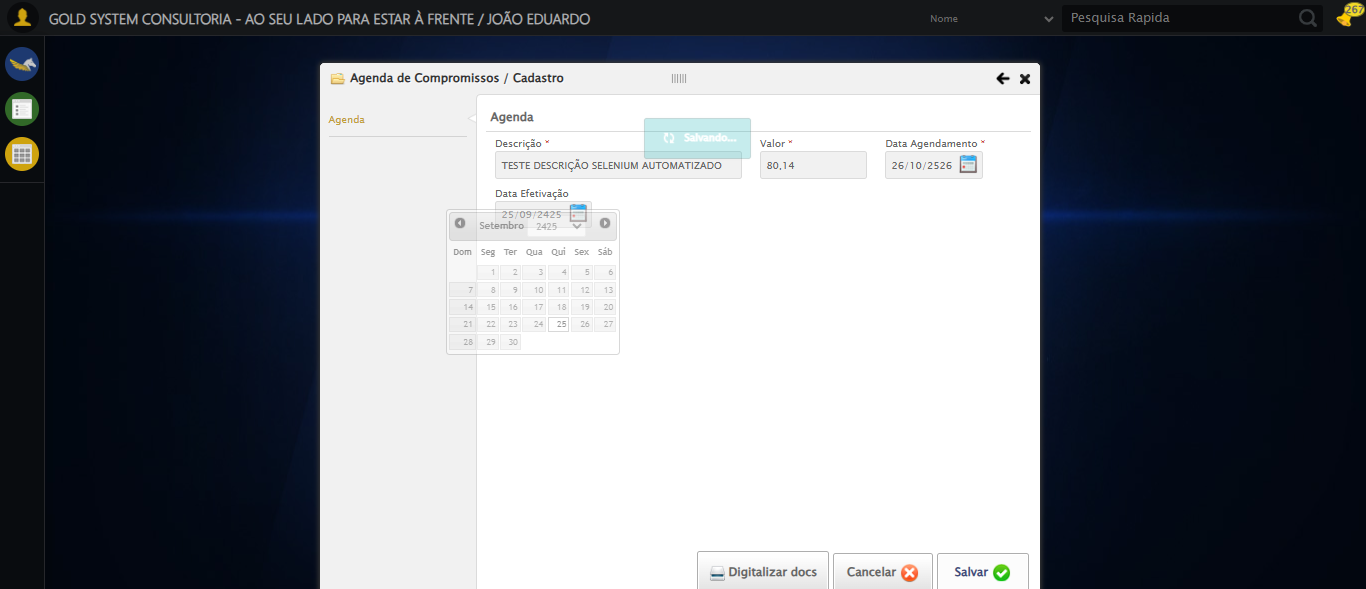 GOLD SYSTEM CONSULTORIA - AO SEU LADO PARA ESTAR À FRENTE / JOÃO EDUARDO
Nome
Pesquisa Rapida
267
Agenda de Compromissos / Cadastro
Agenda
Agenda
Salvando...
Descrição *
Valor *
Data Agendamento *
TESTE DESCRIÇÃO SELENIUM AUTOMATIZADO
80,14
26/10/2526
Data Efetivação
25/09/2425
Setembro 2425
Dom Seg Ter Qua Qui Sex Sáb
1 2 3 4 5 6
7 8 9 10 11 12 13
14 15 16 17 18 19 20
21 22 23 24 25 26 27
28 29 30
Digitalizar docs
Cancelar
Salvar